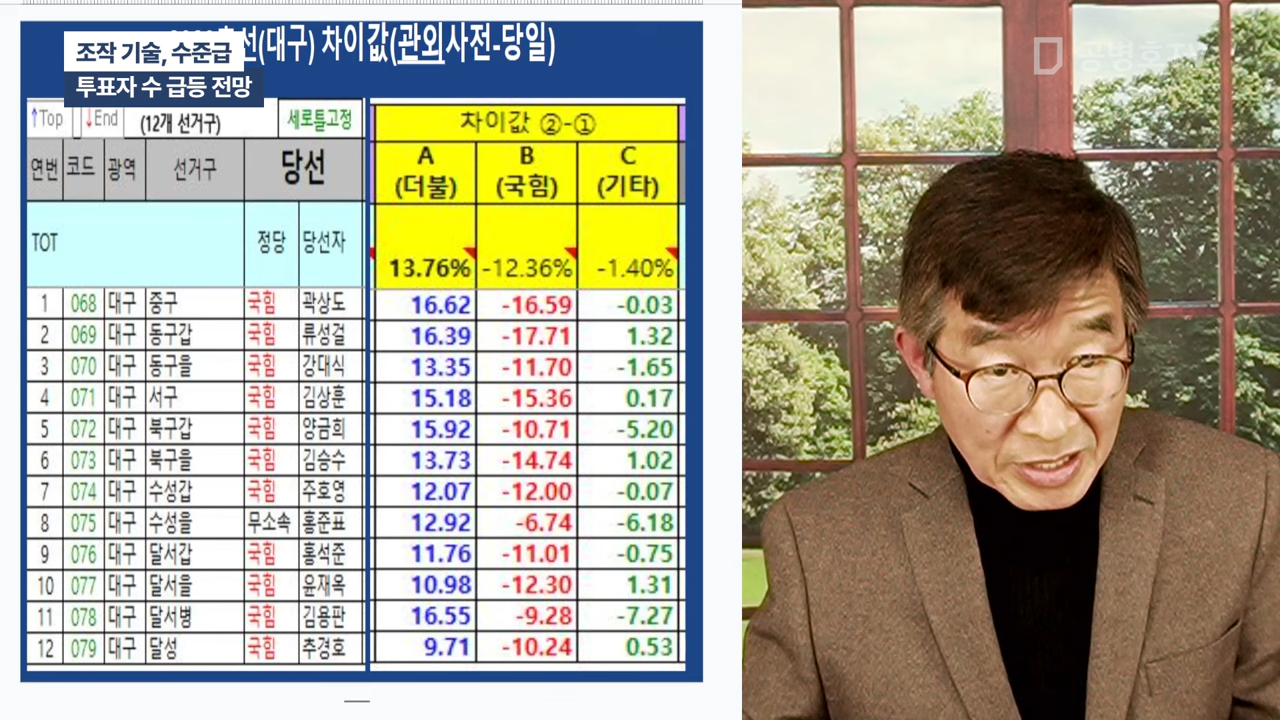 선(대구) 차이값(관외사전-당일)
조작 기술, 수준급
투표자 수 급등 전망
↑Top ↓End (12개 선거구) 세로틀고정
차이값 ②-①
연번 코드 광역 선거구 당선 A (더불) B (국힘) C (기타)
TOT 정당 당선자 13.76% -12.36% -1.40%
1 068 대구 중구 국힘 곽상도 16.62 -16.59 -0.03
2 069 대구 동구갑 국힘 류성걸 16.39 -17.71 1.32
3 070 대구 동구을 국힘 강대식 13.35 -11.70 -1.65
4 071 대구 서구 국힘 김상훈 15.18 -15.36 0.17
5 072 대구 북구갑 국힘 양금희 15.92 -10.71 -5.20
6 073 대구 북구을 국힘 김승수 13.73 -14.74 1.02
7 074 대구 수성갑 국힘 주호영 12.07 -12.00 -0.07
8 075 대구 수성을 무소속 홍준표 12.92 -6.74 -6.18
9 076 대구 달서갑 국힘 홍석준 11.76 -11.01 -0.75
10 077 대구 달서을 국힘 윤재옥 10.98 -12.30 1.31
11 078 대구 달서병 국힘 김용판 16.55 -9.28 -7.27
12 079 대구 달성 국힘 추경호 9.71 -10.24 0.53
공병호TV